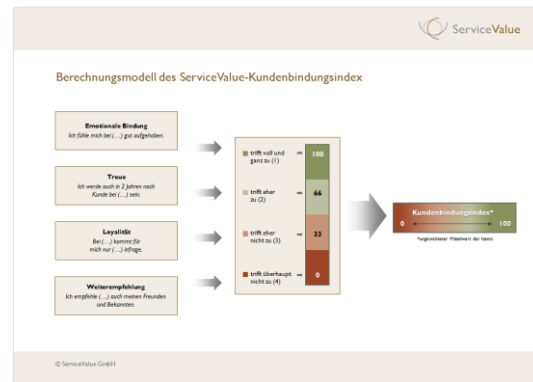 ServiceValue
Berechnungsmodell des ServiceValue-Kundenbindungsindex
Emotionale Bindung
Ich fühle mich bei (...) gut aufgehoben.
Treue
Ich werde auch in 2 Jahren noch
Kunde bei (...) sein.
Loyalität
Bei (...) kommt für
mich nur (...) infrage.
Weiterempfehlung
Ich empfehle (...) auch meinen Freunden
und Bekannten.
trifft voll und
ganz zu (1)
100
trifft eher
zu (2)
66
trifft eher
nicht zu (3)
33
trifft überhaupt
nicht zu (4)
0
Kundenbindungsindex*
0 100
*ungewichteter Mittelwert der Items
© ServiceValue GmbH